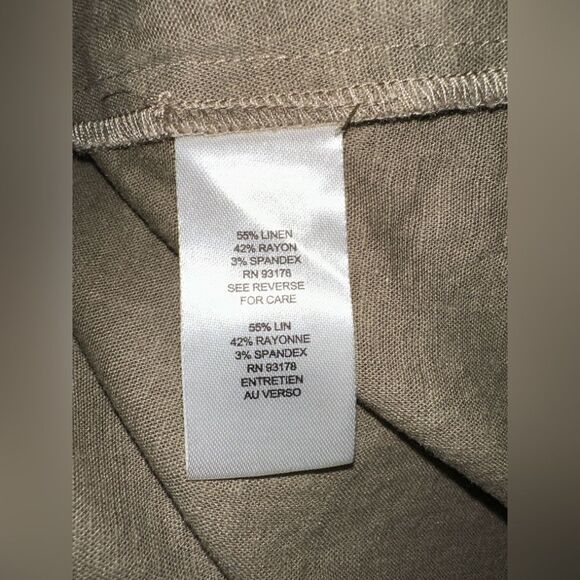 55% LINEN
42% RAYON
3% SPANDEX
RN 93178
SEE REVERSE
FOR CARE
55% LIN
42% RAYONNE
3% SPANDEX
RN 93178
ENTRETIEN
AU VERSO